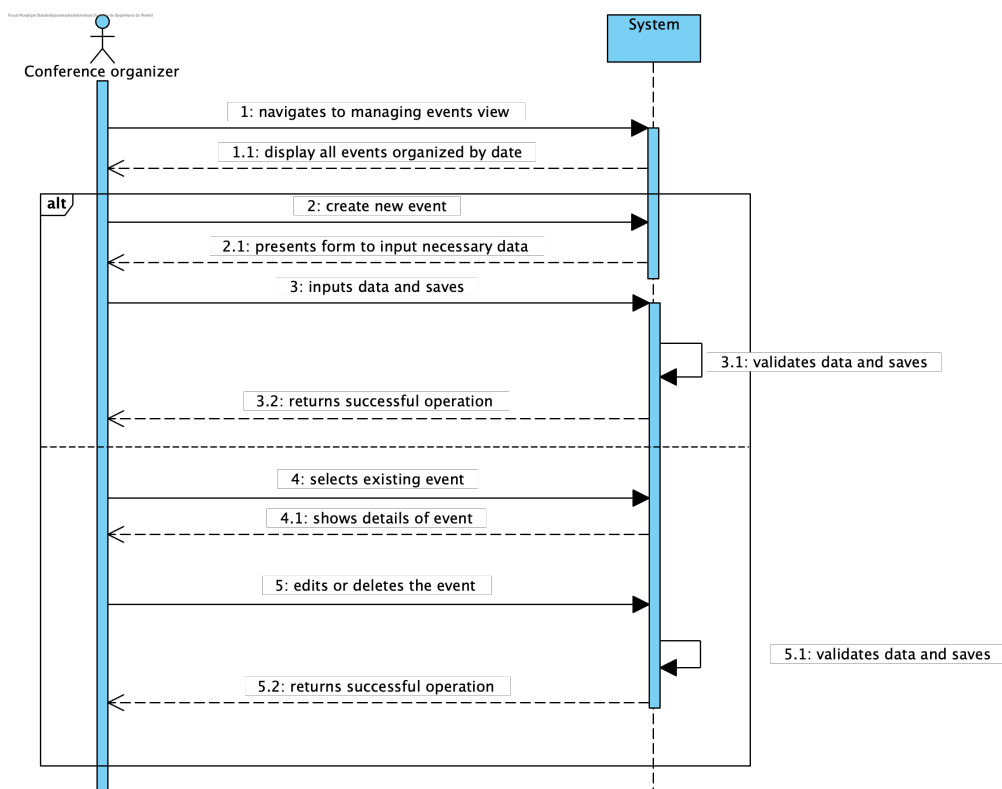 Conference organizer
System
1: navigates to managing events view
1.1: display all events organized by date
alt
2: create new event
2.1: presents form to input necessary data
3: inputs data and saves
3.1: validates data and saves
3.2: returns successful operation
4: selects existing event
4.1: shows details of event
5: edits or deletes the event
5.1: validates data and saves
5.2: returns successful operation